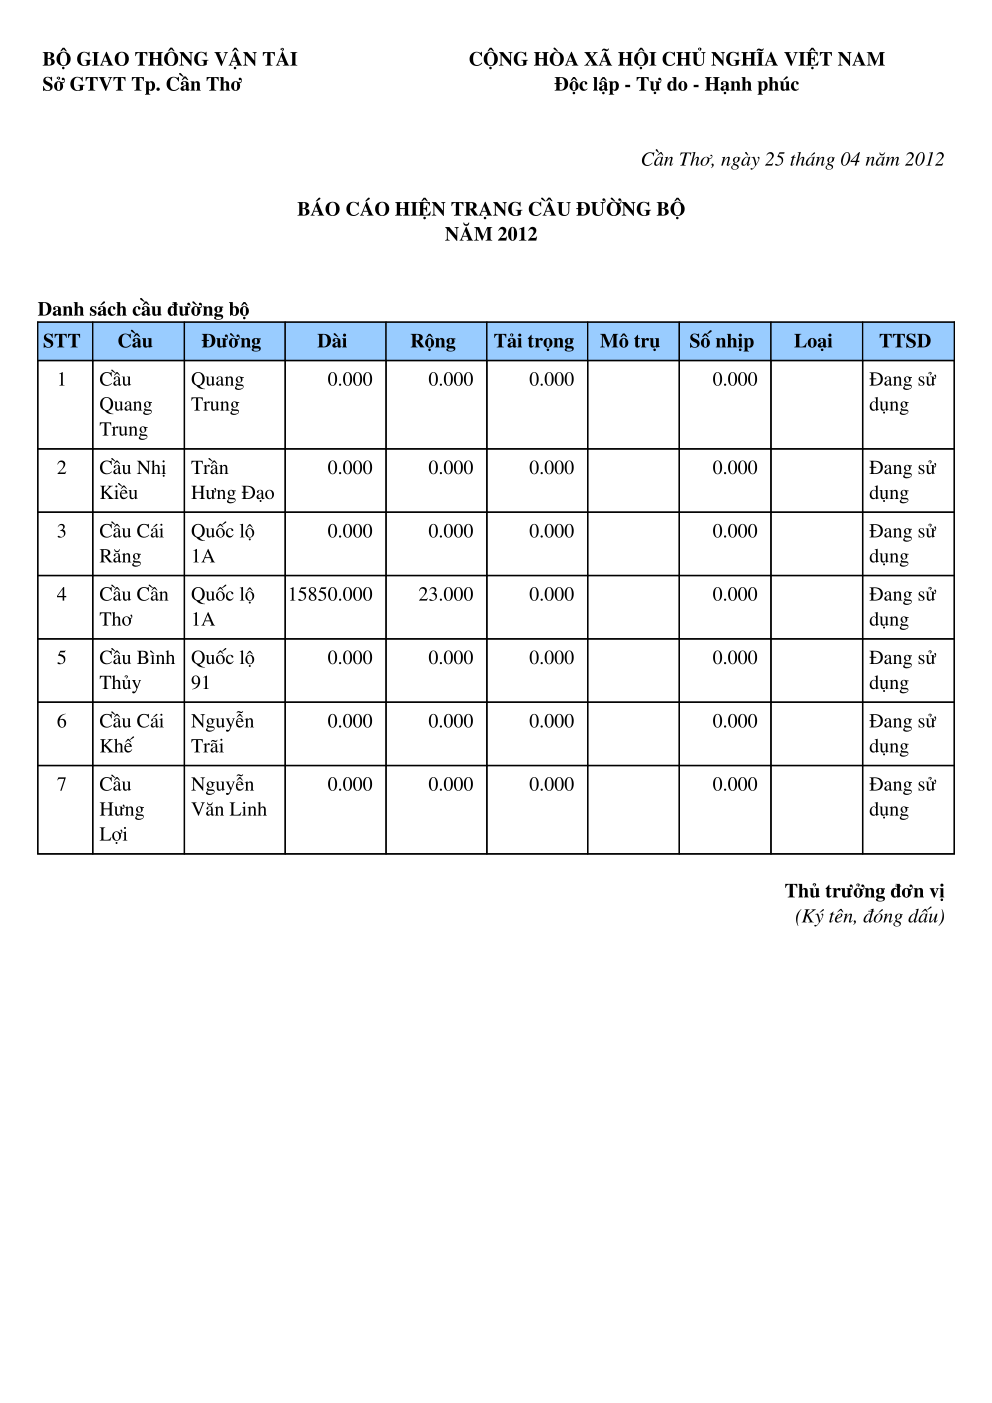 BỘ GIAO THÔNG VẬN TẢI
Sở GTVT Tp. Cần Thơ
CỘNG HÒA XÃ HỘI CHỦ NGHĨA VIỆT NAM
Độc lập - Tự do - Hạnh phúc
Cần Thơ, ngày 25 tháng 04 năm 2012
BÁO CÁO HIỆN TRẠNG CẦU ĐƯỜNG BỘ
NĂM 2012
Danh sách cầu đường bộ
STT Cầu Đường Dài Rộng Tải trọng Mô trụ Số nhịp Loại TTSD
1 Cầu Quang 0.000 0.000 0.000 0.000 Đang sử
Quang Trung dụng
Trung
2 Cầu Nhị Trần 0.000 0.000 0.000 0.000 Đang sử
Kiều Hưng Đạo dụng
3 Cầu Cái Quốc lộ 0.000 0.000 0.000 0.000 Đang sử
Răng 1A dụng
4 Cầu Cần Quốc lộ 15850.000 23.000 0.000 0.000 Đang sử
Thơ 1A dụng
5 Cầu Bình Quốc lộ 0.000 0.000 0.000 0.000 Đang sử
Thủy 91 dụng
6 Cầu Cái Nguyễn 0.000 0.000 0.000 0.000 Đang sử
Khế Trãi dụng
7 Cầu Nguyễn 0.000 0.000 0.000 0.000 Đang sử
Hưng Văn Linh dụng
Lợi
Thủ trưởng đơn vị
(Ký tên, đóng dấu)